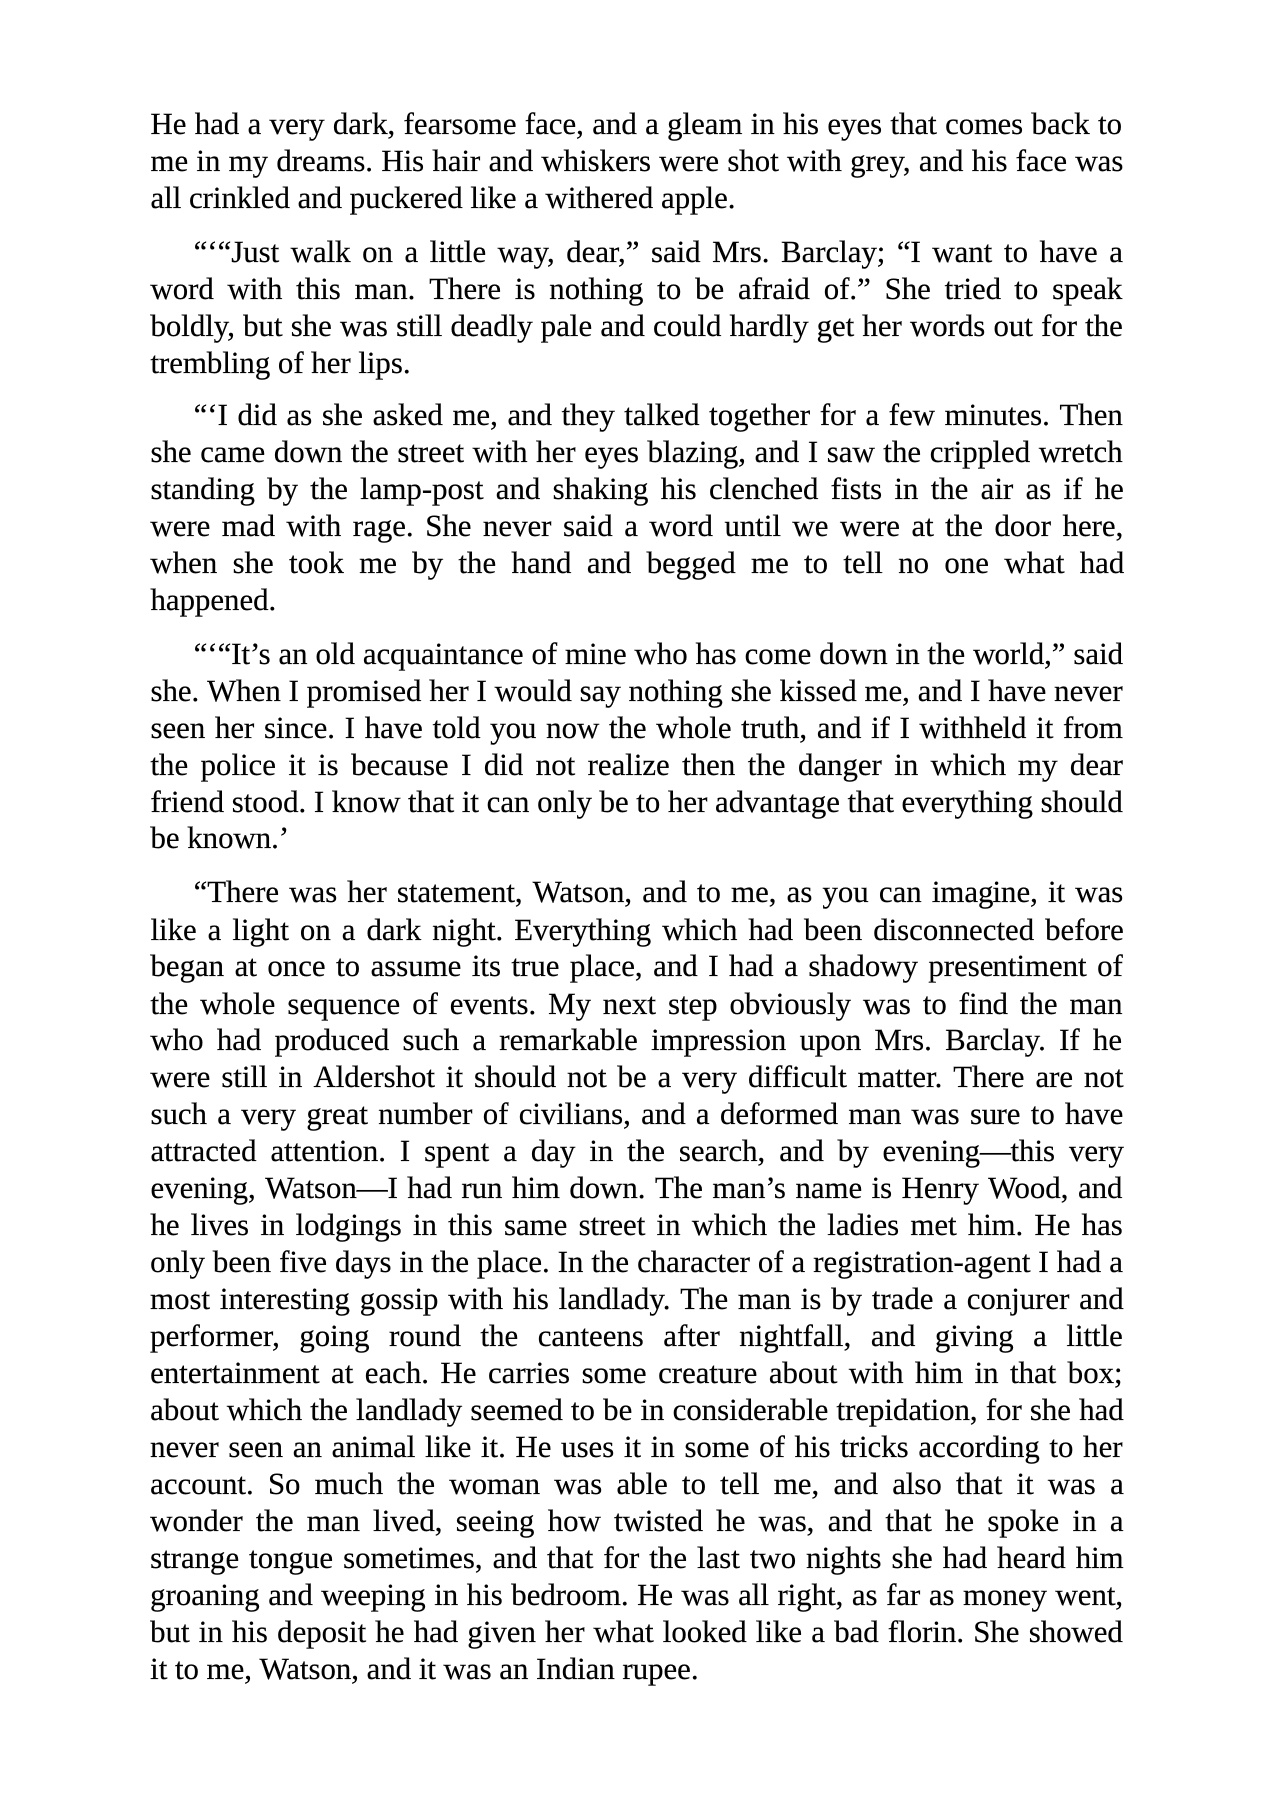 He had a very dark, fearsome face, and a gleam in his eyes that comes back to
me in my dreams. His hair and whiskers were shot with grey, and his face was
all crinkled and puckered like a withered apple.
“‘“Just walk on a little way, dear,” said Mrs. Barclay; “I want to have a
word with this man. There is nothing to be afraid of.” She tried to speak
boldly, but she was still deadly pale and could hardly get her words out for the
trembling of her lips.
“‘I did as she asked me, and they talked together for a few minutes. Then
she came down the street with her eyes blazing, and I saw the crippled wretch
standing by the lamp-post and shaking his clenched fists in the air as if he
were mad with rage. She never said a word until we were at the door here,
when she took me by the hand and begged me to tell no one what had
happened.
“‘“It’s an old acquaintance of mine who has come down in the world,” said
she. When I promised her I would say nothing she kissed me, and I have never
seen her since. I have told you now the whole truth, and if I withheld it from
the police it is because I did not realize then the danger in which my dear
friend stood. I know that it can only be to her advantage that everything should
be known.’
“There was her statement, Watson, and to me, as you can imagine, it was
like a light on a dark night. Everything which had been disconnected before
began at once to assume its true place, and I had a shadowy presentiment of
the whole sequence of events. My next step obviously was to find the man
who had produced such a remarkable impression upon Mrs. Barclay. If he
were still in Aldershot it should not be a very difficult matter. There are not
such a very great number of civilians, and a deformed man was sure to have
attracted attention. I spent a day in the search, and by evening—this very
evening, Watson—I had run him down. The man’s name is Henry Wood, and
he lives in lodgings in this same street in which the ladies met him. He has
only been five days in the place. In the character of a registration-agent I had a
most interesting gossip with his landlady. The man is by trade a conjurer and
performer, going round the canteens after nightfall, and giving a little
entertainment at each. He carries some creature about with him in that box;
about which the landlady seemed to be in considerable trepidation, for she had
never seen an animal like it. He uses it in some of his tricks according to her
account. So much the woman was able to tell me, and also that it was a
wonder the man lived, seeing how twisted he was, and that he spoke in a
strange tongue sometimes, and that for the last two nights she had heard him
groaning and weeping in his bedroom. He was all right, as far as money went,
but in his deposit he had given her what looked like a bad florin. She showed
it to me, Watson, and it was an Indian rupee.